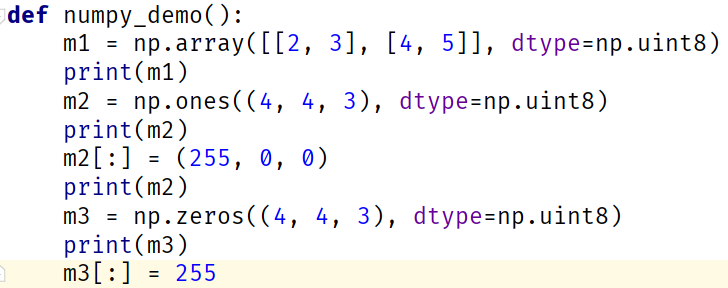 def numpy_demo():
    m1 = np.array([[2, 3], [4, 5]], dtype=np.uint8)
    print(m1)
    m2 = np.ones((4, 4, 3), dtype=np.uint8)
    print(m2)
    m2[:] = (255, 0, 0)
    print(m2)
    m3 = np.zeros((4, 4, 3), dtype=np.uint8)
    print(m3)
    m3[:] = 255